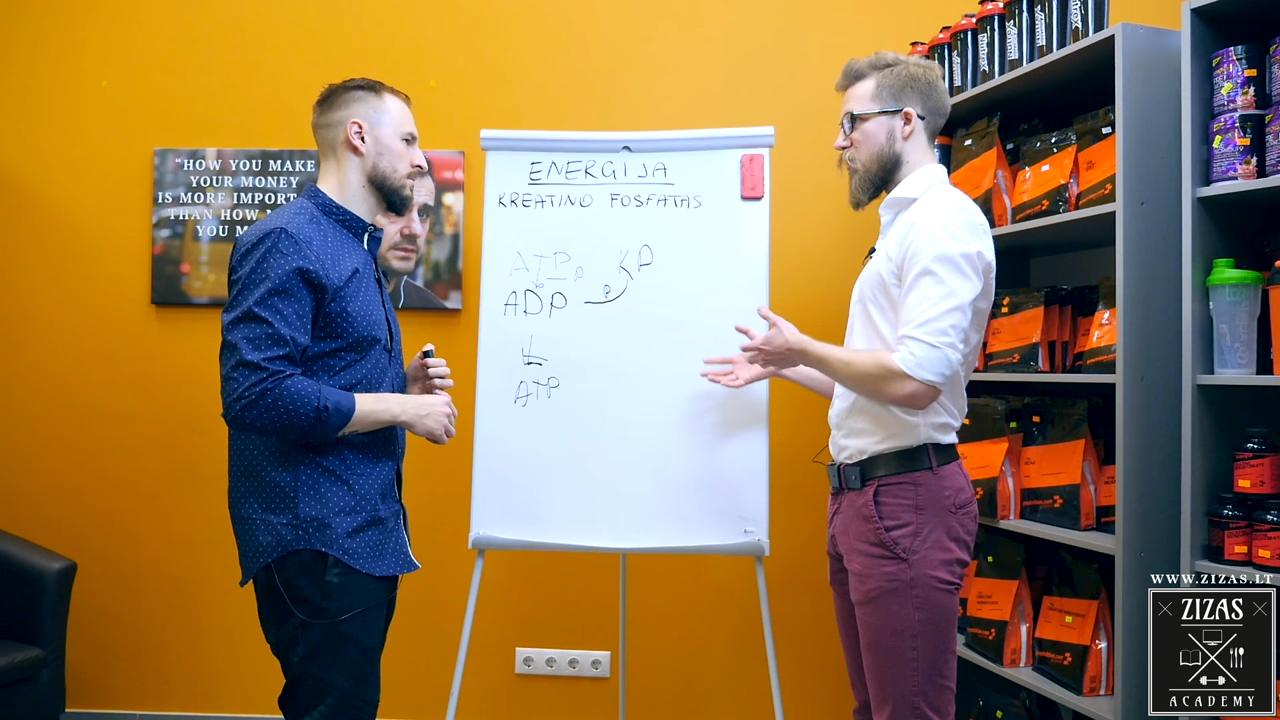 "HOW YOU MAKE
YOUR MONEY
IS MORE IMPORT
THAN HOW
YOU M
ENERGIJA
KREATINO FOSFATAS
ATP
P
KP
ADP
P
ATP
WWW.ZIZAS.LT
ZIZAS
ACADEMY